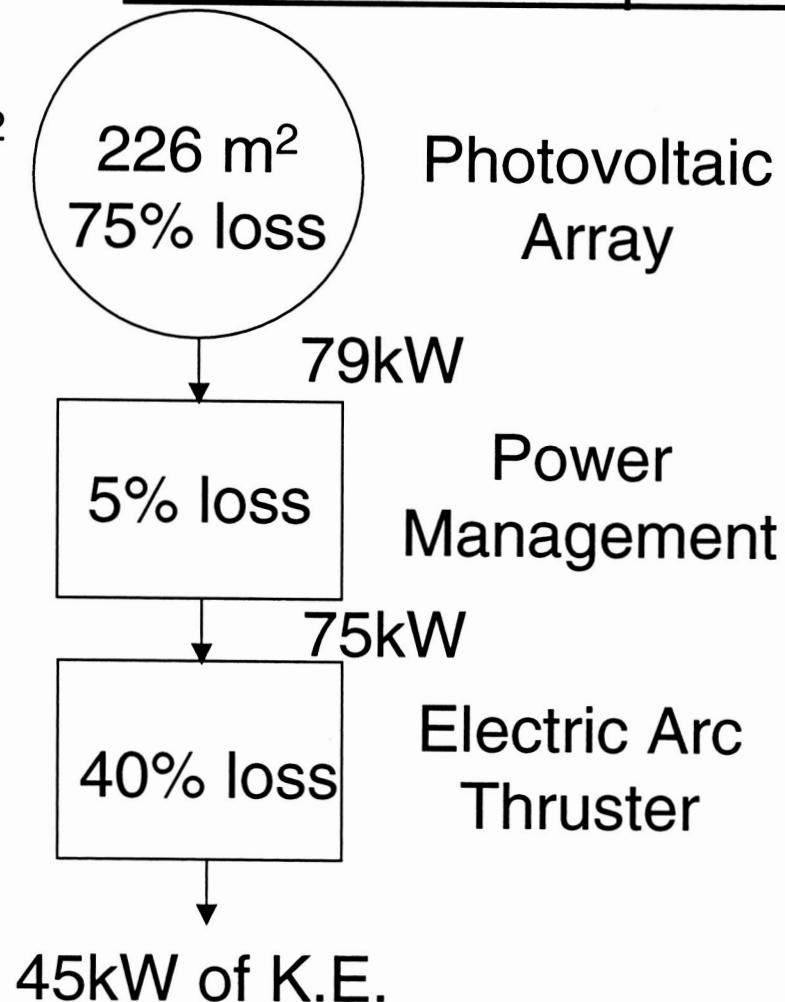 2
226 m²
75% loss
Photovoltaic
Array
79kW
5% loss
Power
Management
75kW
40% loss
Electric Arc
Thruster
45kW of K.E.